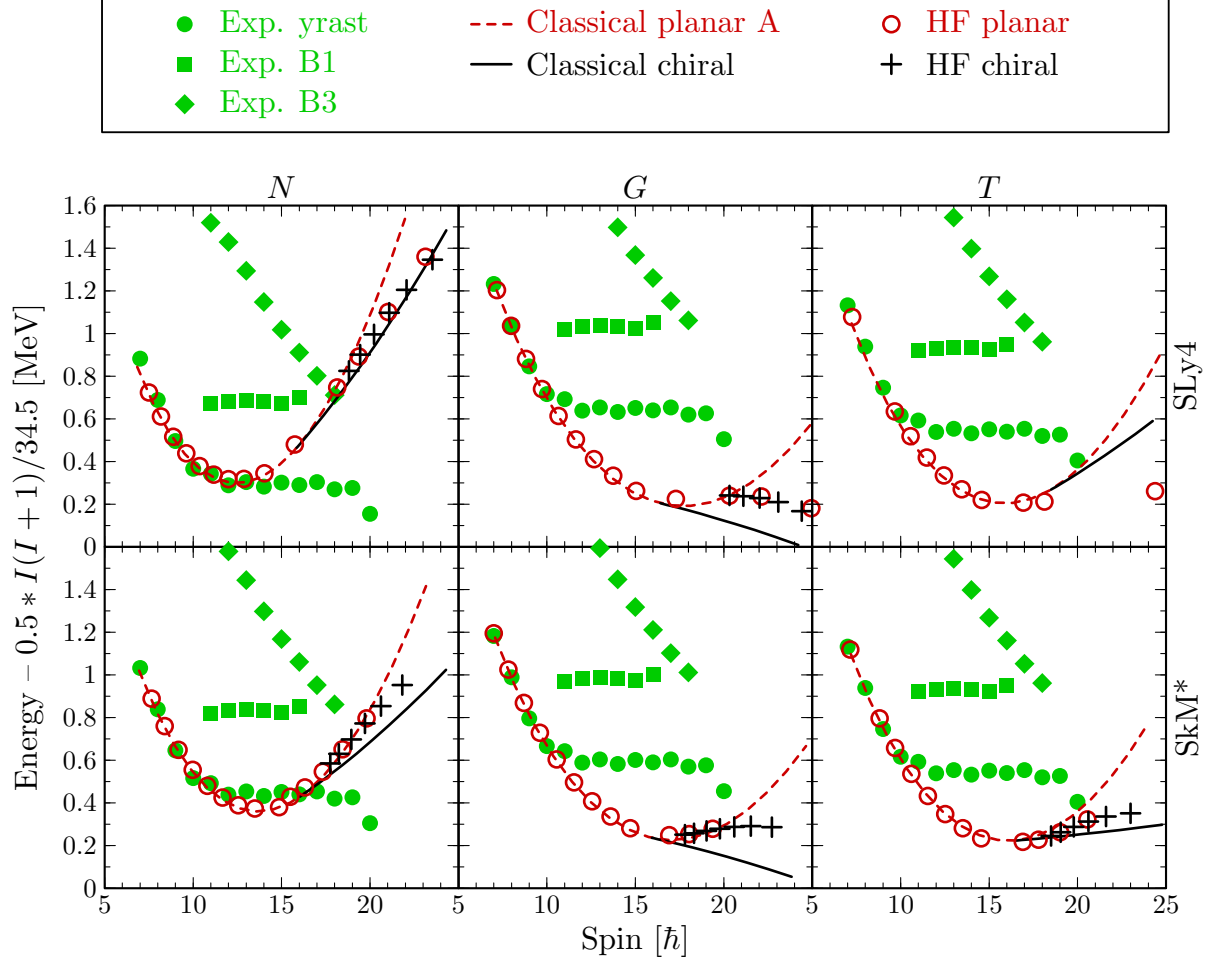 Exp. yrast Classical planar A HF planar
Exp. B1 Classical chiral HF chiral
Exp. B3
N G T
1.6
1.4
1.2
1
0.8
0.6
0.4
0.2
0
SLy4
1.4
1.2
1
0.8
0.6
0.4
0.2
0
SkM*
Energy – 0.5 ∗ I(I + 1)/34.5 [MeV]
5 10 15 20 5 10 15 20 5 10 15 20 25
Spin [ħ]